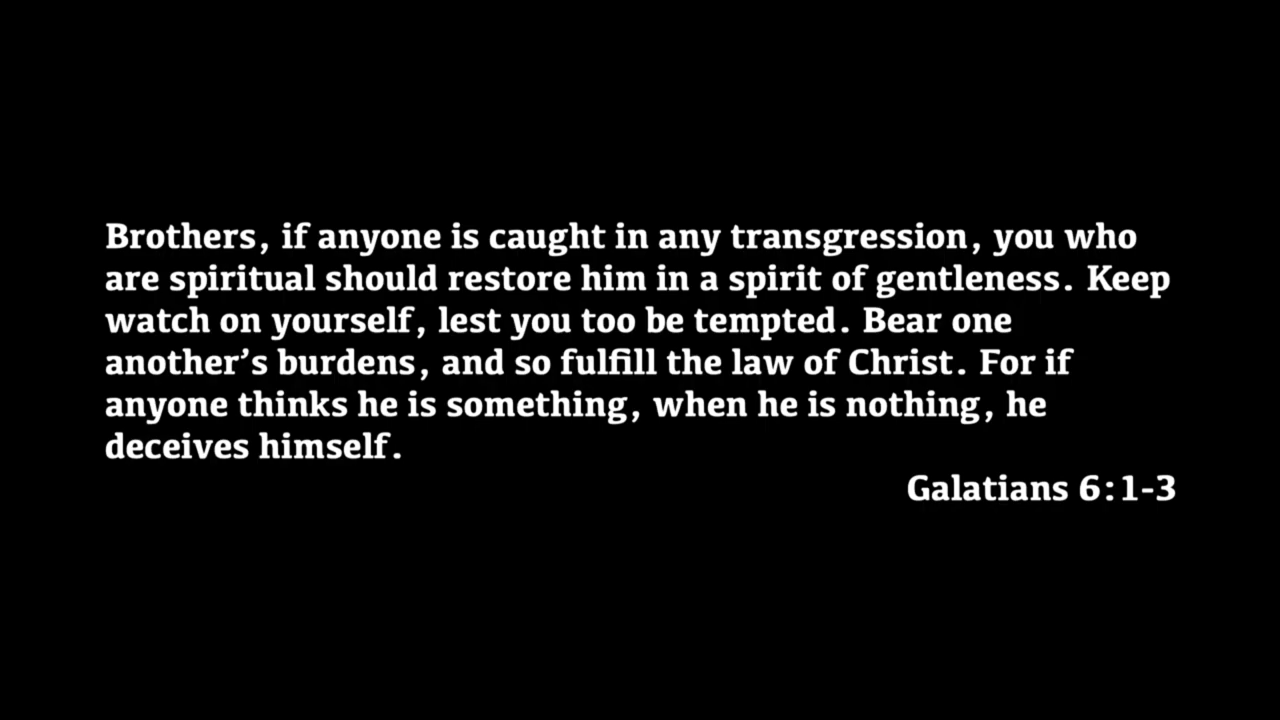 Brothers, if anyone is caught in any transgression, you who
are spiritual should restore him in a spirit of gentleness. Keep
watch on yourself, lest you too be tempted. Bear one
another’s burdens, and so fulfill the law of Christ. For if
anyone thinks he is something, when he is nothing, he
deceives himself.
Galatians 6:1-3